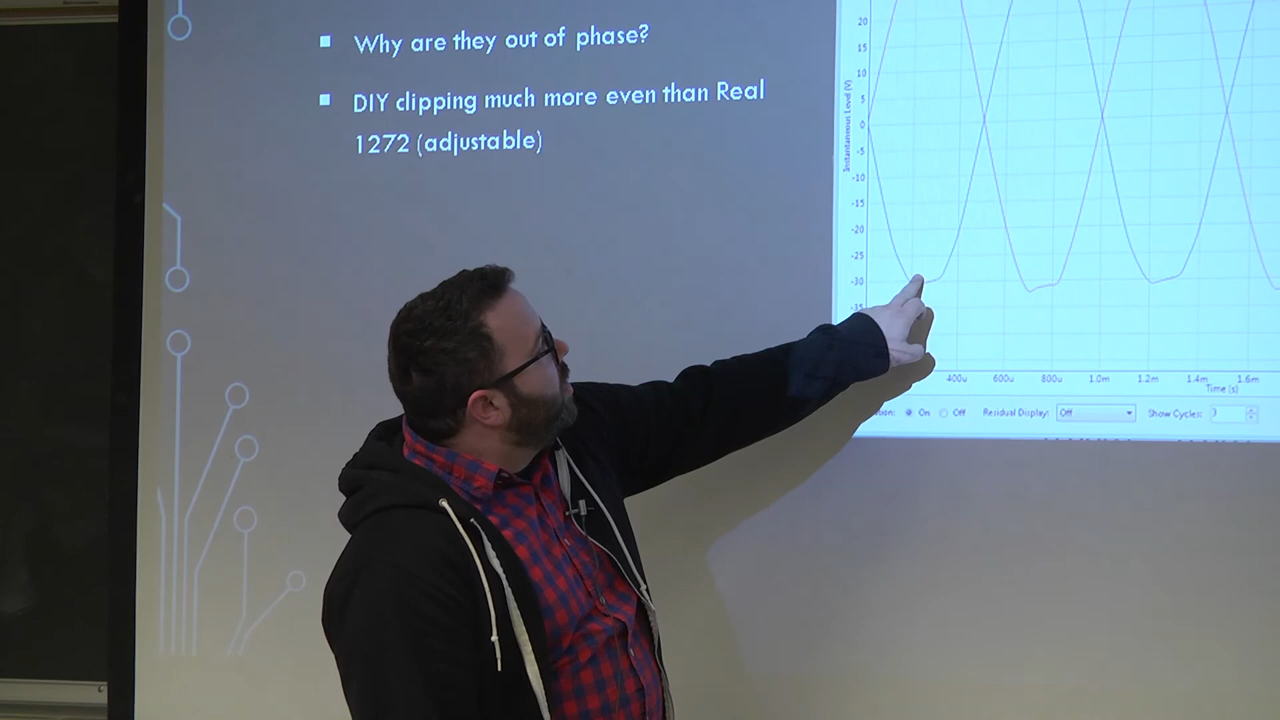 Why are they out of phase?
DIY clipping much more even than Real
1272 (adjustable)
20
15
10
5
0
-5
-10
-15
-20
-25
-30
-35
Instantaneous Level (V)
400u 600u 800u 1.0m 1.2m 1.4m 1.6m
Time (s)
On Off Residual Display: Off Show Cycles: 3